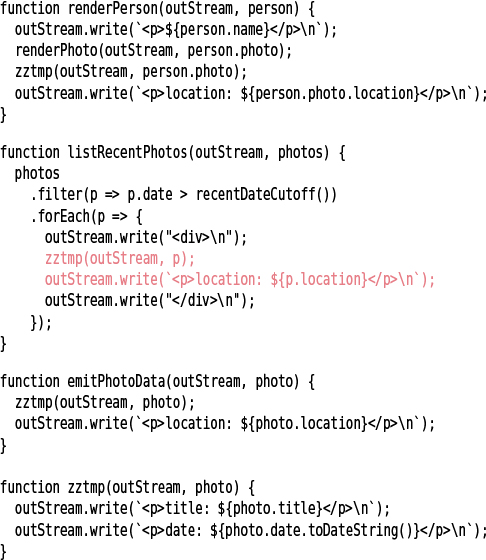 function renderPerson(outStream, person) {
  outStream.write(`<p>${person.name}</p>\n`);
  renderPhoto(outStream, person.photo);
  zztmp(outStream, person.photo);
  outStream.write(`<p>location: ${person.photo.location}</p>\n`);
}

function listRecentPhotos(outStream, photos) {
  photos
    .filter(p => p.date > recentDateCutoff())
    .forEach(p => {
      outStream.write("<div>\n");
      zztmp(outStream, p);
      outStream.write(`<p>location: ${p.location}</p>\n`);
      outStream.write("</div>\n");
    });
}

function emitPhotoData(outStream, photo) {
  zztmp(outStream, photo);
  outStream.write(`<p>location: ${photo.location}</p>\n`);
}

function zztmp(outStream, photo) {
  outStream.write(`<p>title: ${photo.title}</p>\n`);
  outStream.write(`<p>date: ${photo.date.toDateString()}</p>\n`);
}